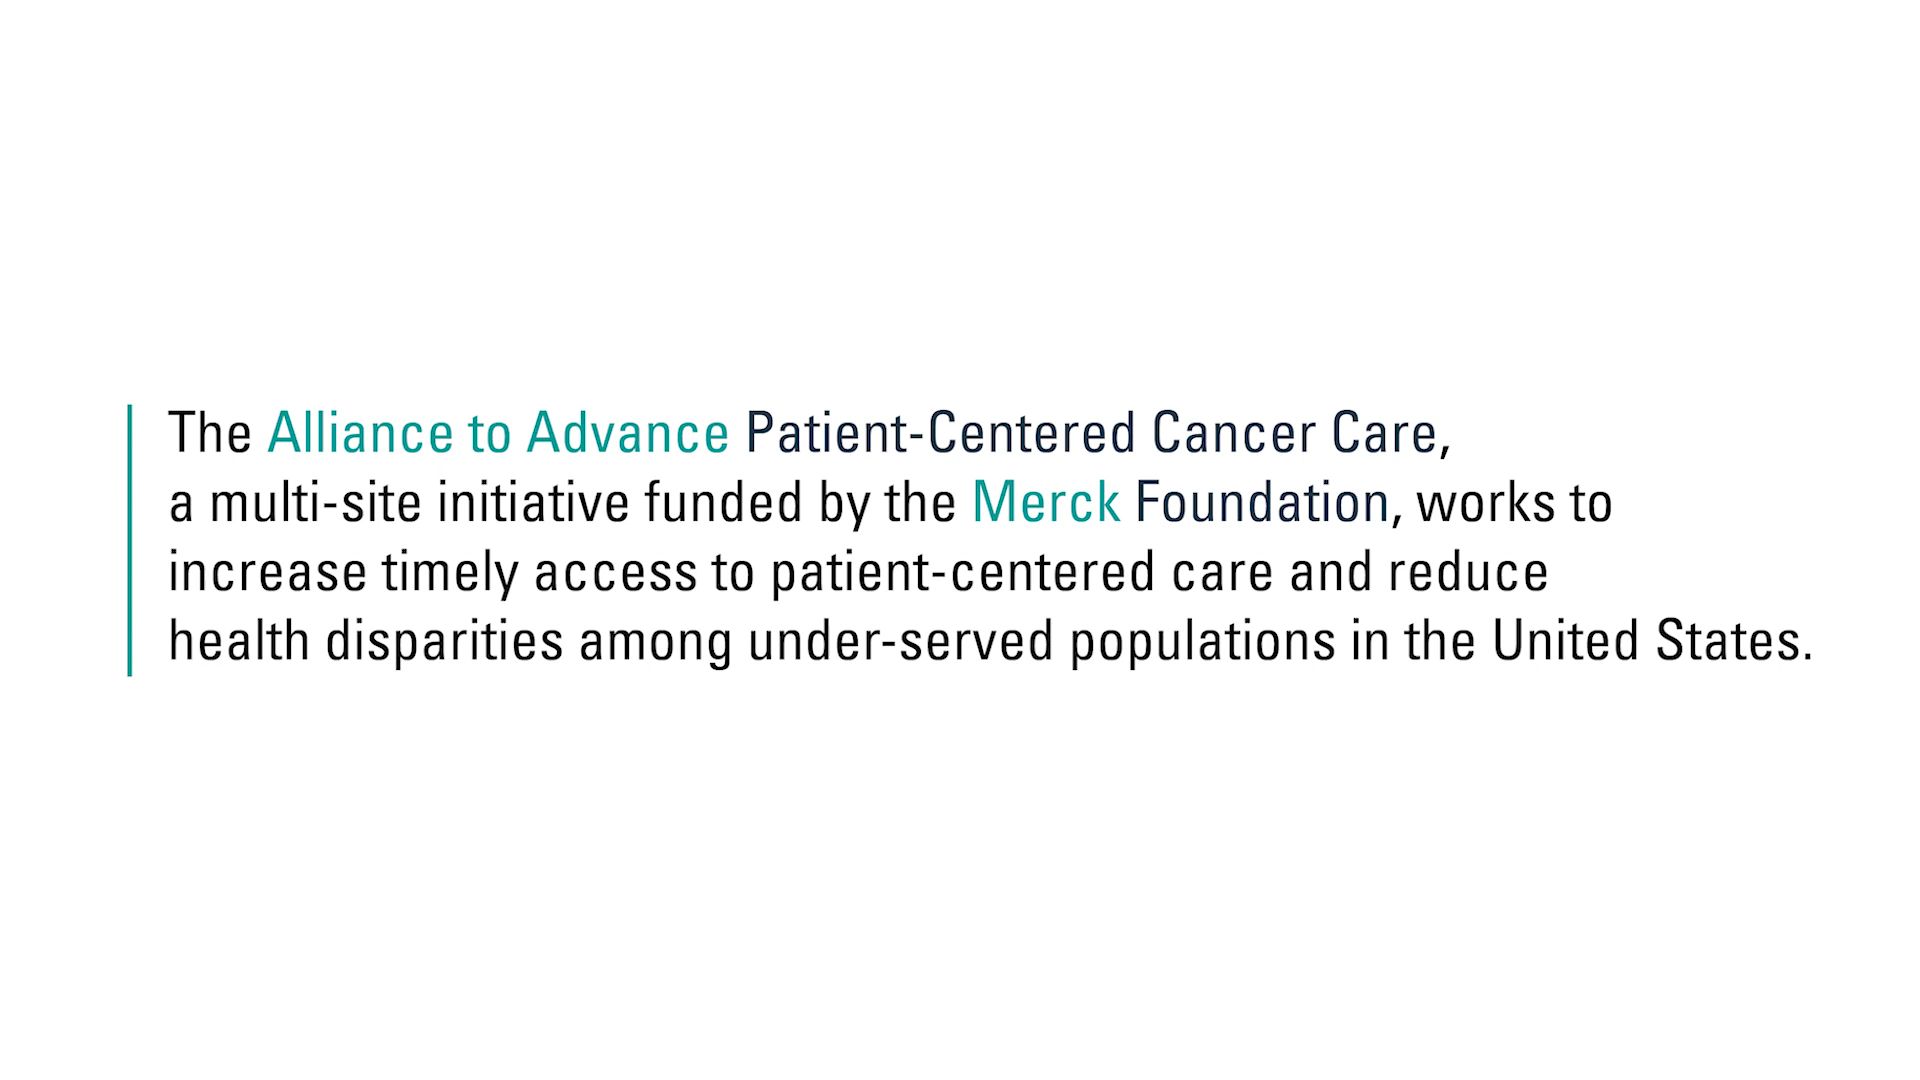 The Alliance to Advance Patient-Centered Cancer Care,
a multi-site initiative funded by the Merck Foundation, works to
increase timely access to patient-centered care and reduce
health disparities among under-served populations in the United States.